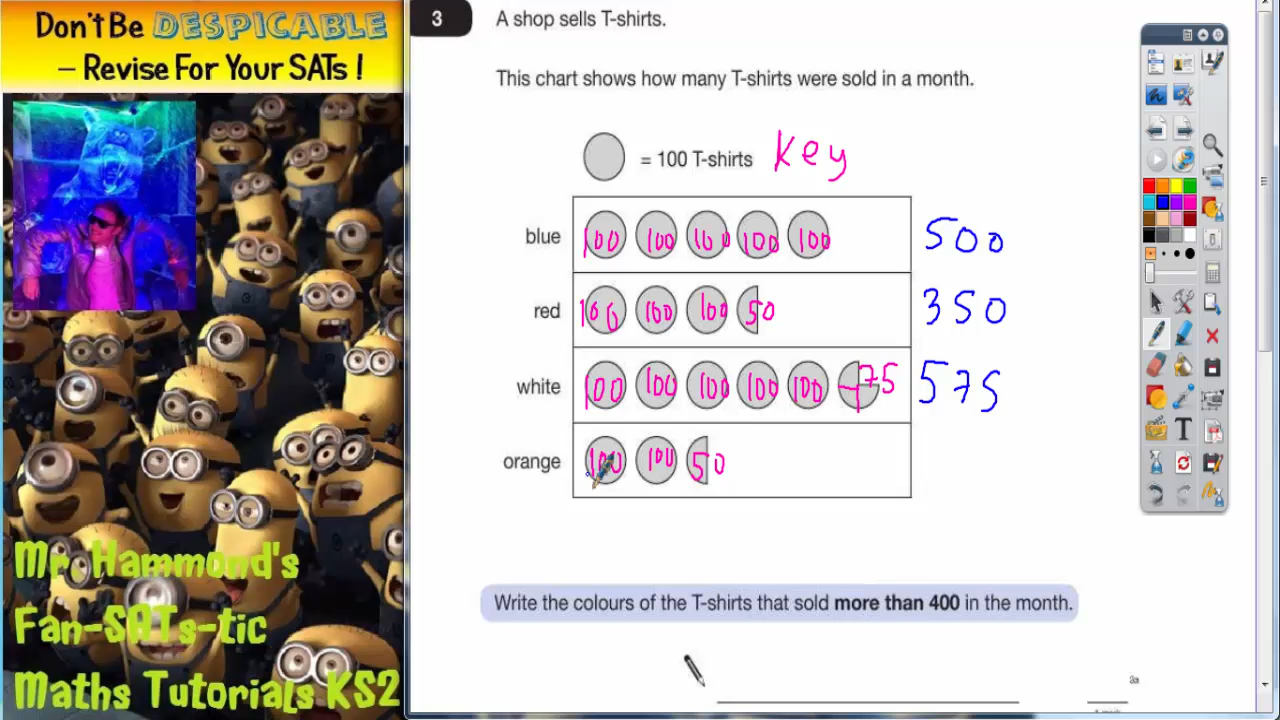 Don't Be DESPICABLE
– Revise For Your SATs !
Mr. Hammond's
Fan-SATs-tic
Maths Tutorials KS2
3
A shop sells T-shirts.
This chart shows how many T-shirts were sold in a month.
= 100 T-shirts Key
blue 100 100 100 100 100 500
red 100 100 100 50 350
white 100 100 100 100 100 75 575
orange 100 100 50
Write the colours of the T-shirts that sold more than 400 in the month.
3a